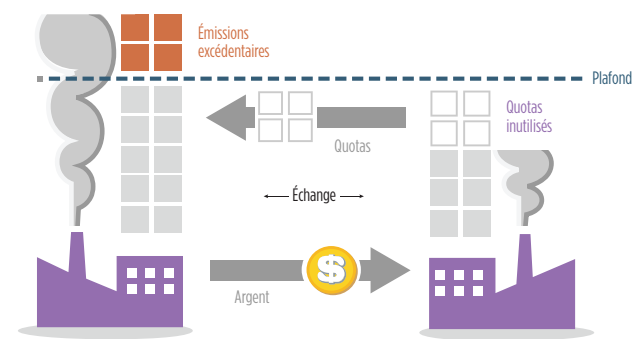 Émissions
excédentaires
Plafond
Quotas
inutilisés
Quotas
Échange
$
Argent